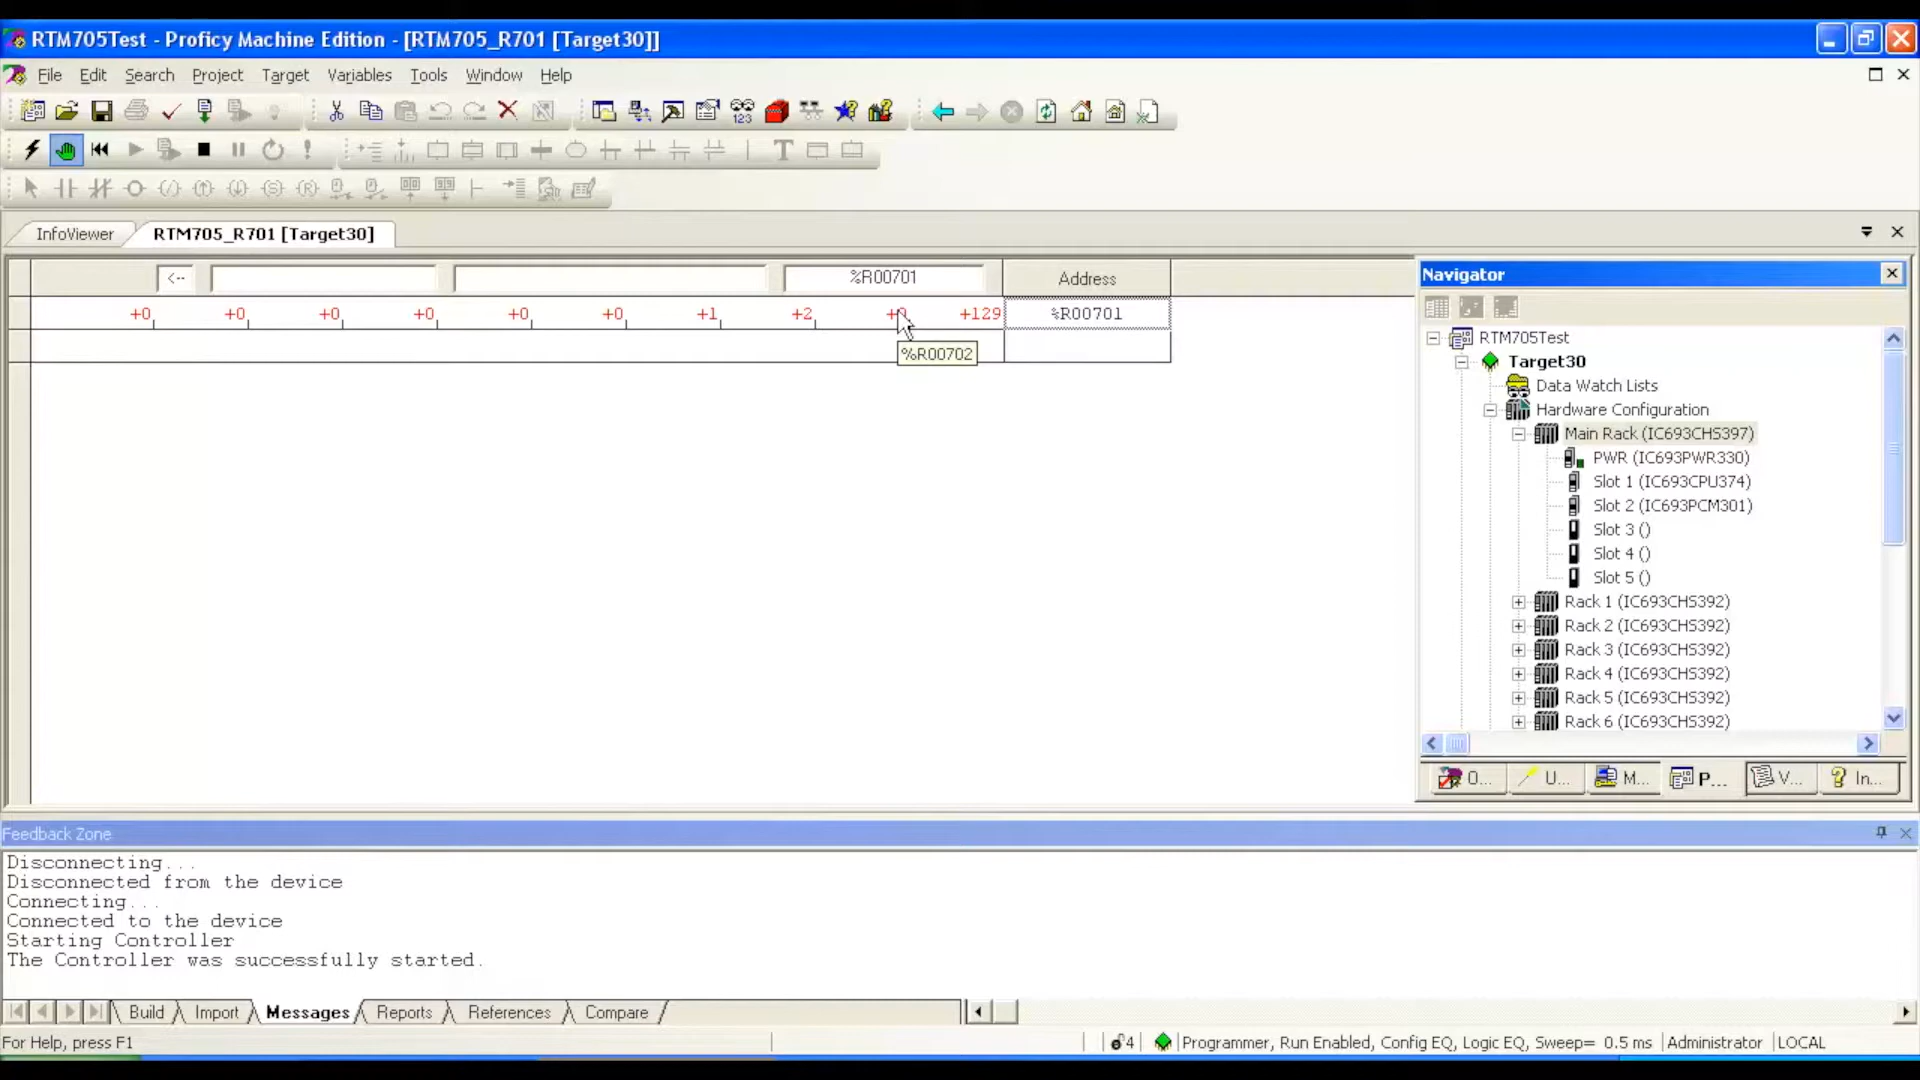 RTM705Test - Proficy Machine Edition - [RTM705_R701 [Target30]]
File Edit Search Project Target Variables Tools Window Help
InfoViewer RTM705_R701 [Target30]
<-- %R00701 Address
+0 +0 +0 +0 +0 +0 +1 +2 +0 +129 %R00701
%R00702
Navigator
RTM705Test
Target30
Data Watch Lists
Hardware Configuration
Main Rack (IC693CHS397)
PWR (IC693PWR330)
Slot 1 (IC693CPU374)
Slot 2 (IC693PCM301)
Slot 3 ()
Slot 4 ()
Slot 5 ()
Rack 1 (IC693CHS392)
Rack 2 (IC693CHS392)
Rack 3 (IC693CHS392)
Rack 4 (IC693CHS392)
Rack 5 (IC693CHS392)
Rack 6 (IC693CHS392)
O... U... M... P... V... In...
Feedback Zone
Disconnecting...
Disconnected from the device
Connecting...
Connected to the device
Starting Controller
The Controller was successfully started.
Build Import Messages Reports References Compare
For Help, press F1 4 Programmer, Run Enabled, Config EQ, Logic EQ, Sweep= 0.5 ms Administrator LOCAL